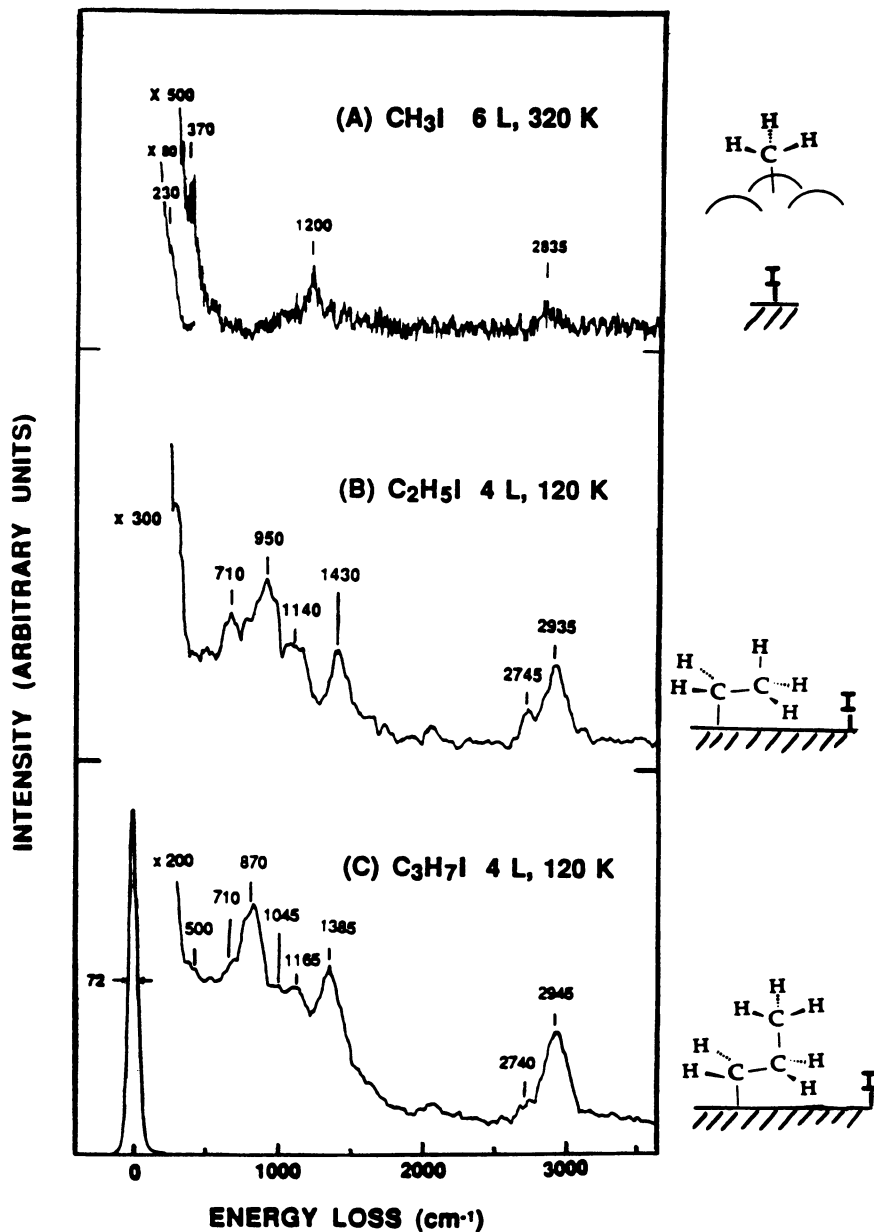 (A) CH₃I 6 L, 320 K
X 500
370
X 80
230
1200
2835
(B) C₂H₅I 4 L, 120 K
X 300
710
950
1140
1430
2745
2935
(C) C₃H₇I 4 L, 120 K
X 200
500
710
870
1045
1165
1385
2740
2945
72
0
1000
2000
3000
ENERGY LOSS (cm⁻¹)
INTENSITY (ARBITRARY UNITS)
H
H C H
I
H H
H C C H
H I
H
H C H
H
H C C H
H I